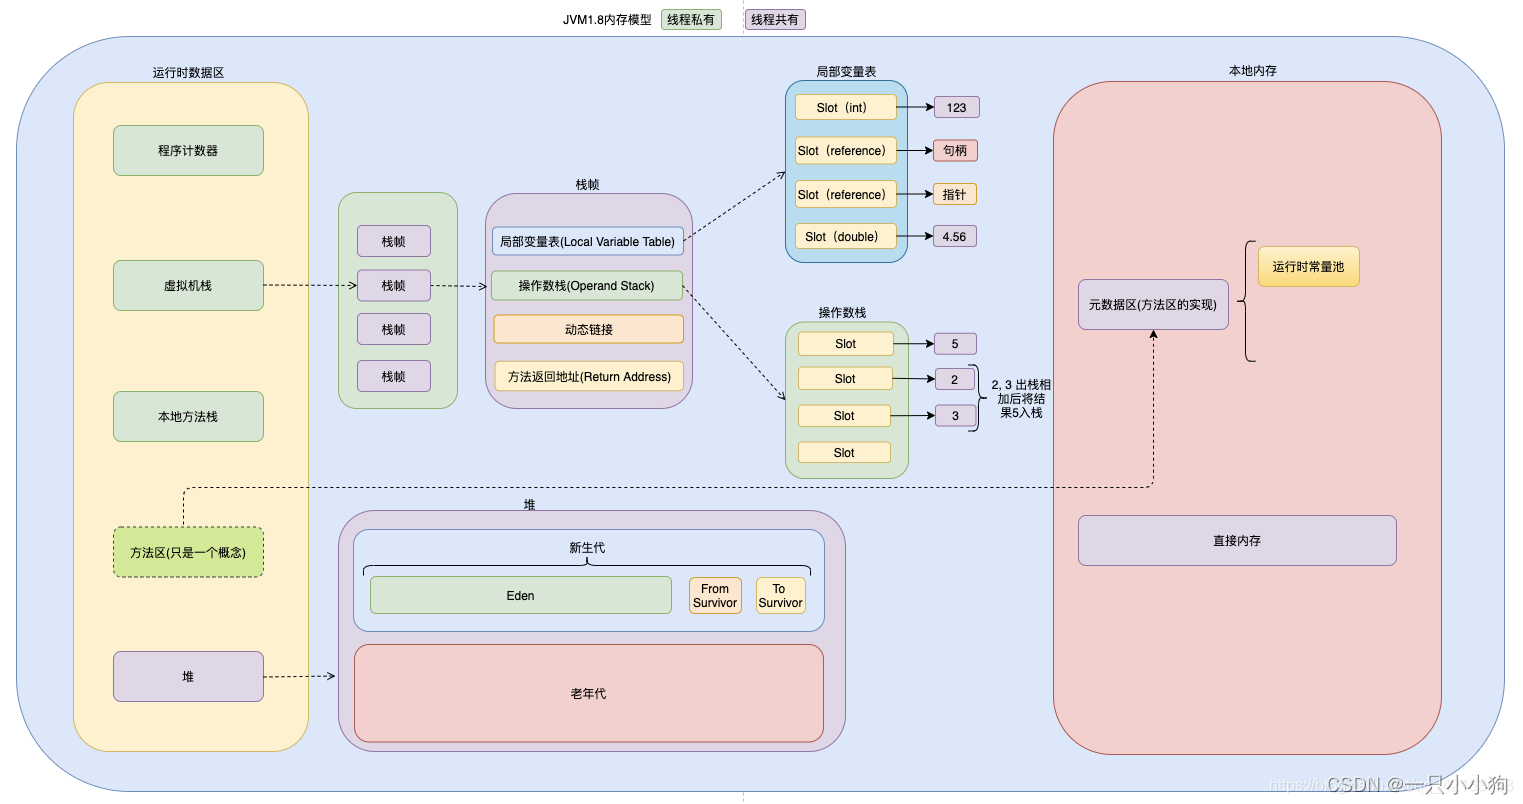 JVM1.8内存模型
线程私有
线程共有
运行时数据区
程序计数器
虚拟机栈
本地方法栈
方法区(只是一个概念)
堆
栈帧
栈帧
栈帧
栈帧
栈帧
局部变量表(Local Variable Table)
操作数栈(Operand Stack)
动态链接
方法返回地址(Return Address)
局部变量表
Slot（int）
123
Slot（reference）
句柄
Slot（reference）
指针
Slot（double）
4.56
操作数栈
Slot
5
Slot
2
Slot
3
Slot
2, 3 出栈相
加后将结
果5入栈
堆
新生代
Eden
From
Survivor
To
Survivor
老年代
本地内存
元数据区(方法区的实现)
运行时常量池
直接内存
CSDN @一只小小狗